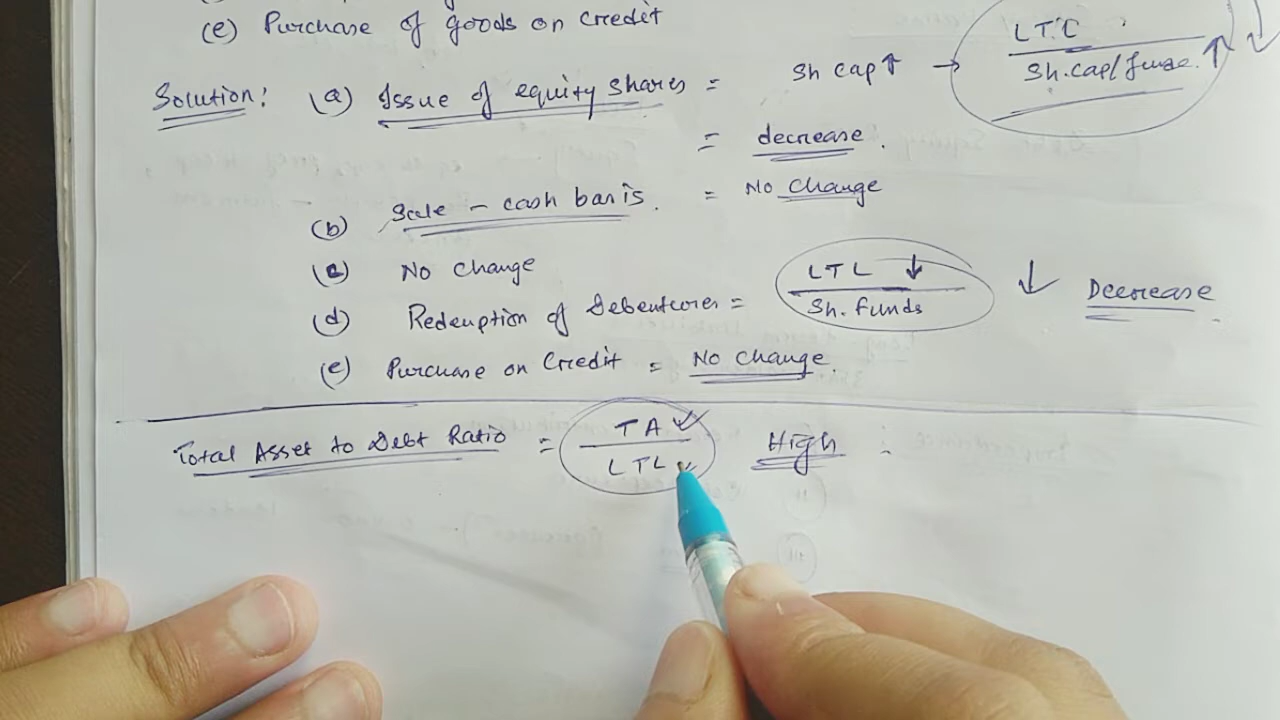 (e) Purchase of goods on credit
Solution: (a) Issue of equity shares = Sh cap ↑ → LTL / Sh. cap/funds ↑ ↓
= decrease.
(b) Sale - cash basis. = No change
(c) No change
(d) Redemption of Debentures = LTL ↓ / Sh. funds ↓ Decrease.
(e) Purchase on Credit = No change.
Total Asset to Debt Ratio = TA / LTL High :